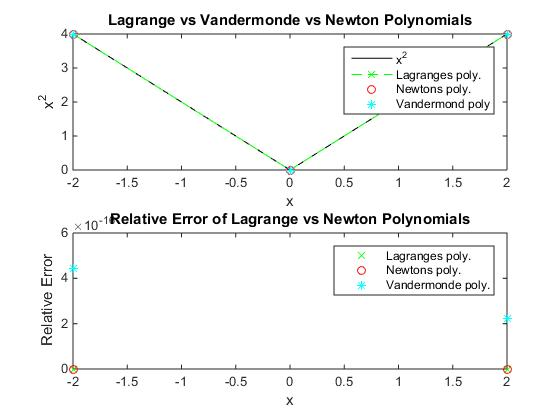 Lagrange vs Vandermonde vs Newton Polynomials
4
3
2
1
0
x²
x²
Lagranges poly.
Newtons poly.
Vandermond poly
-2 -1.5 -1 -0.5 0 0.5 1 1.5 2
x
Relative Error of Lagrange vs Newton Polynomials
6
4
2
0
Relative Error
Lagranges poly.
Newtons poly.
Vandermonde poly.
-2 -1.5 -1 -0.5 0 0.5 1 1.5 2
x